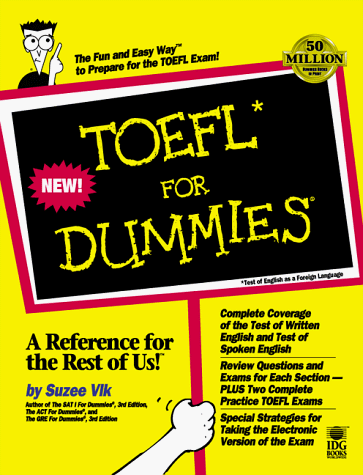 The Fun and Easy Way™
to Prepare for the TOEFL Exam!
50
MILLION
TOEFL*
NEW!
FOR
DUMMIES®
*Test of English as a Foreign Language
A Reference for
the Rest of Us!™
by Suzee Vlk
Author of The SAT I For Dummies®, 3rd Edition,
The ACT For Dummies®, and
The GRE For Dummies®, 3rd Edition
Complete Coverage
of the Test of Written
English and Test of
Spoken English
Review Questions and
Exams for Each Section —
PLUS Two Complete
Practice TOEFL Exams
Special Strategies for
Taking the Electronic
Version of the Exam
IDG
BOOKS
WORLDWIDE